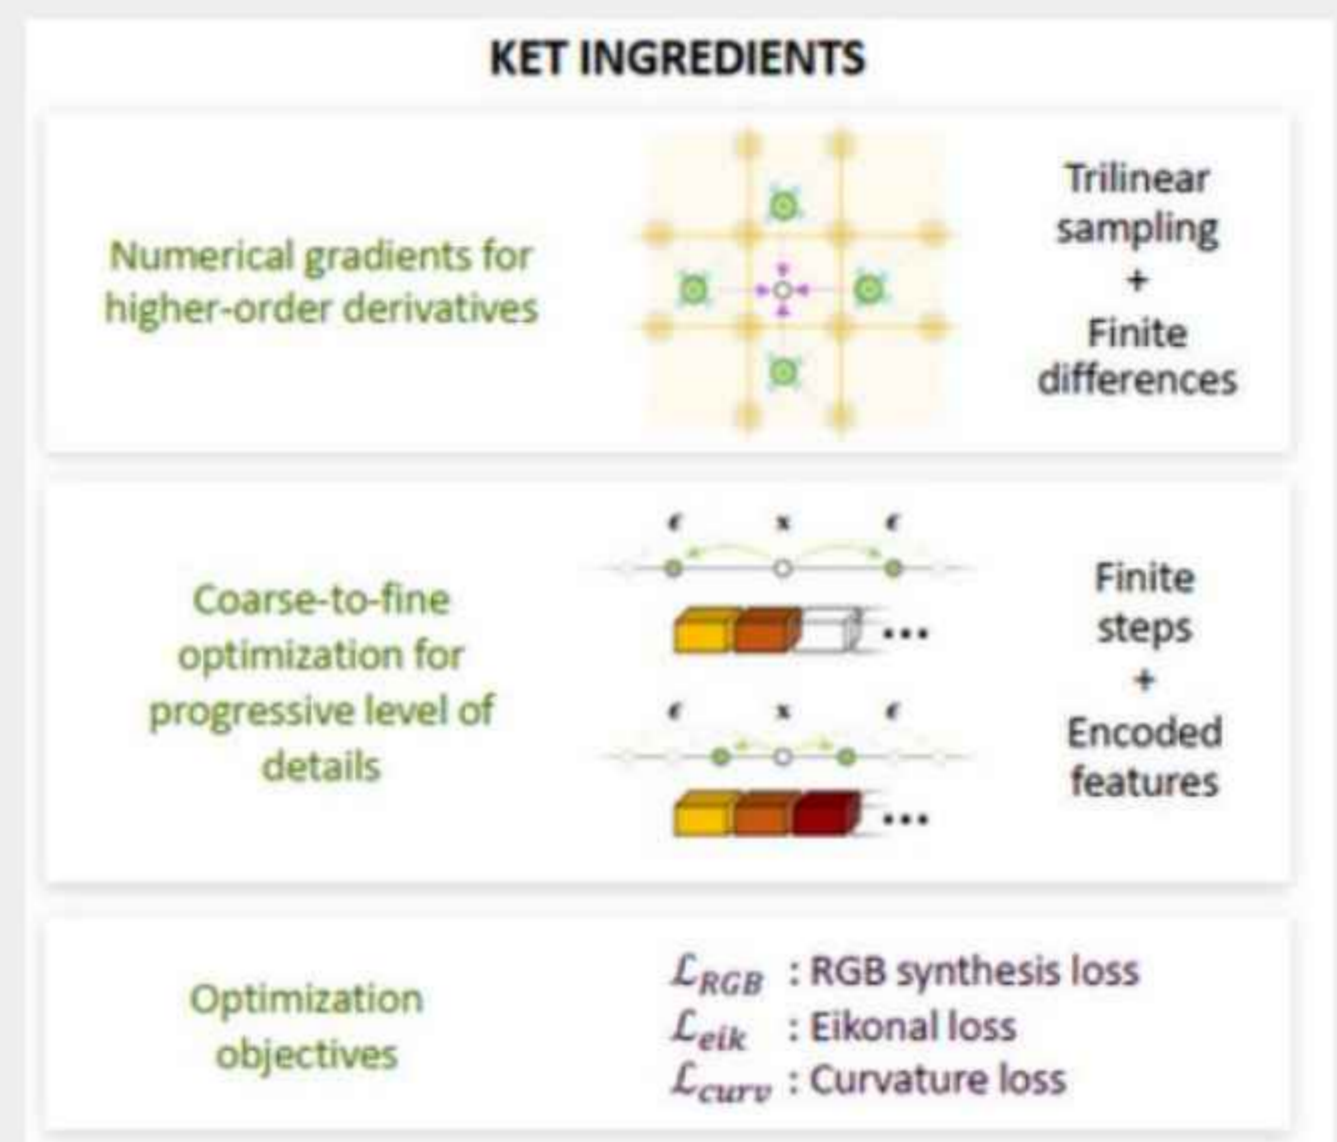 KET INGREDIENTS
Numerical gradients for
higher-order derivatives
Trilinear
sampling
+
Finite
differences
Coarse-to-fine
optimization for
progressive level of
details
ϵ x ϵ
ϵ x ϵ
Finite
steps
+
Encoded
features
Optimization
objectives
ℒRGB : RGB synthesis loss
ℒeik : Eikonal loss
ℒcurv : Curvature loss